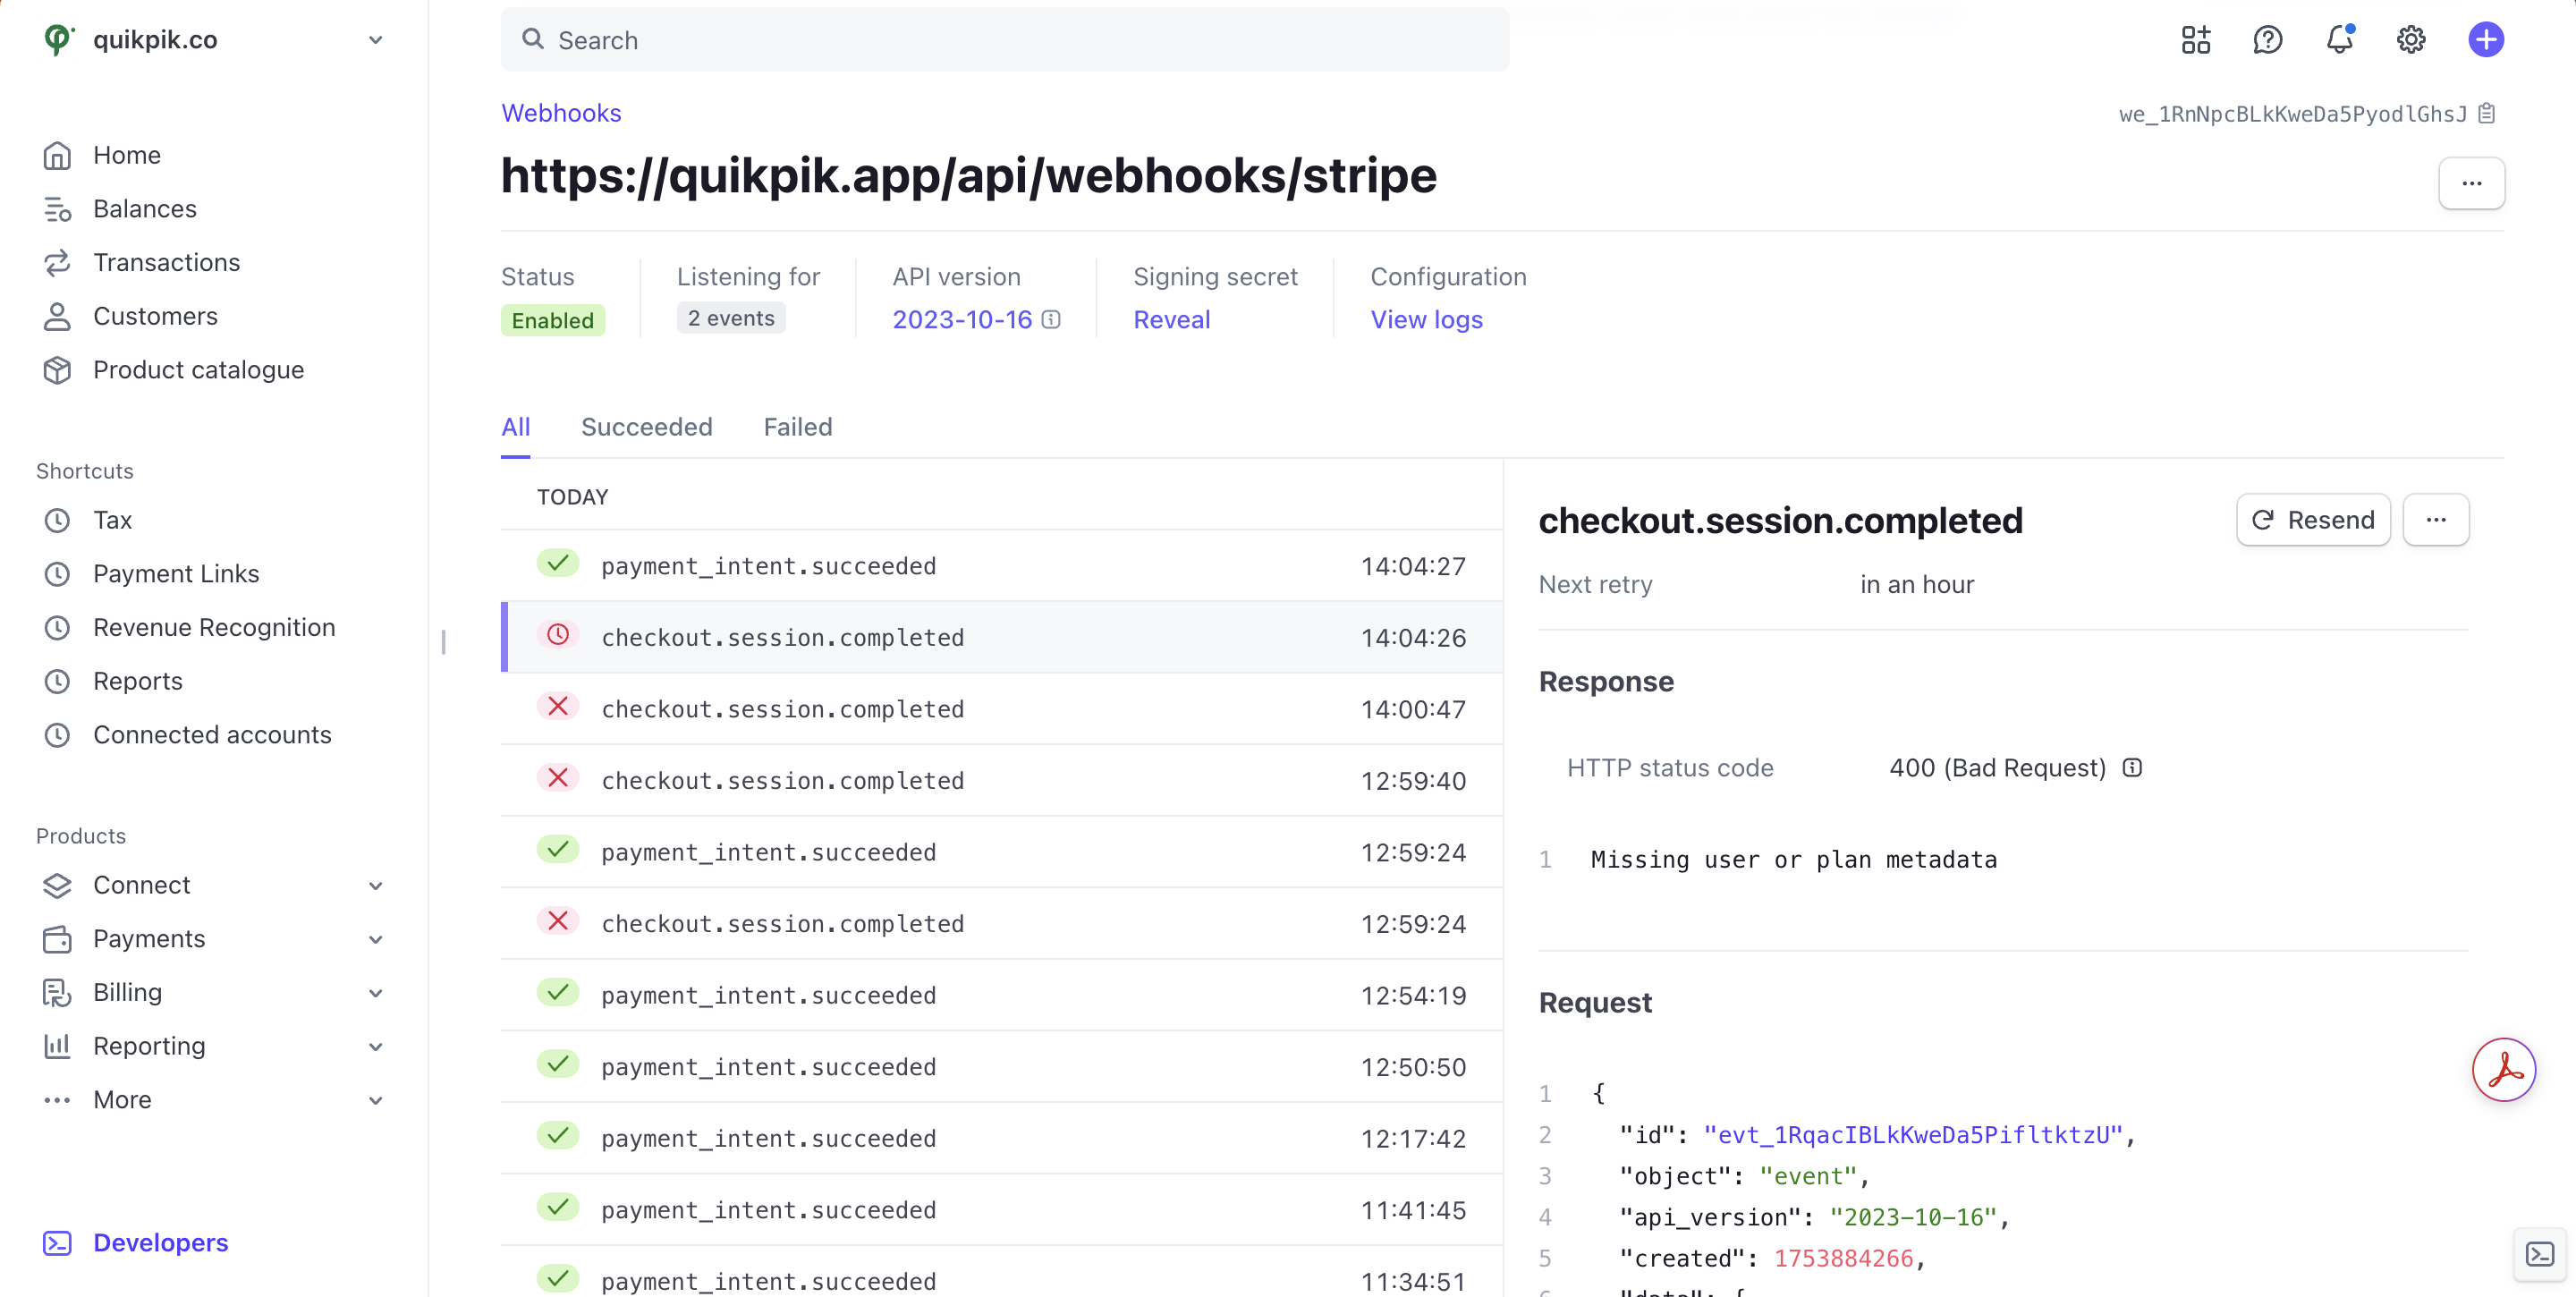 quikpik.co
Search
Home
Balances
Transactions
Customers
Product catalogue
Shortcuts
Tax
Payment Links
Revenue Recognition
Reports
Connected accounts
Products
Connect
Payments
Billing
Reporting
More
Developers
Webhooks
we_1RnNpcBLkKweDa5PyodlGhsJ
https://quikpik.app/api/webhooks/stripe
Status
Enabled
Listening for
2 events
API version
2023-10-16
Signing secret
Reveal
Configuration
View logs
All Succeeded Failed
TODAY
payment_intent.succeeded 14:04:27
checkout.session.completed 14:04:26
checkout.session.completed 14:00:47
checkout.session.completed 12:59:40
payment_intent.succeeded 12:59:24
checkout.session.completed 12:59:24
payment_intent.succeeded 12:54:19
payment_intent.succeeded 12:50:50
payment_intent.succeeded 12:17:42
payment_intent.succeeded 11:41:45
payment_intent.succeeded 11:34:51
checkout.session.completed
Resend
Next retry in an hour
Response
HTTP status code 400 (Bad Request)
1 Missing user or plan metadata
Request
1 {
2 "id": "evt_1RqacIBLkKweDa5PifltktzU",
3 "object": "event",
4 "api_version": "2023-10-16",
5 "created": 1753884266,
6 "data": {